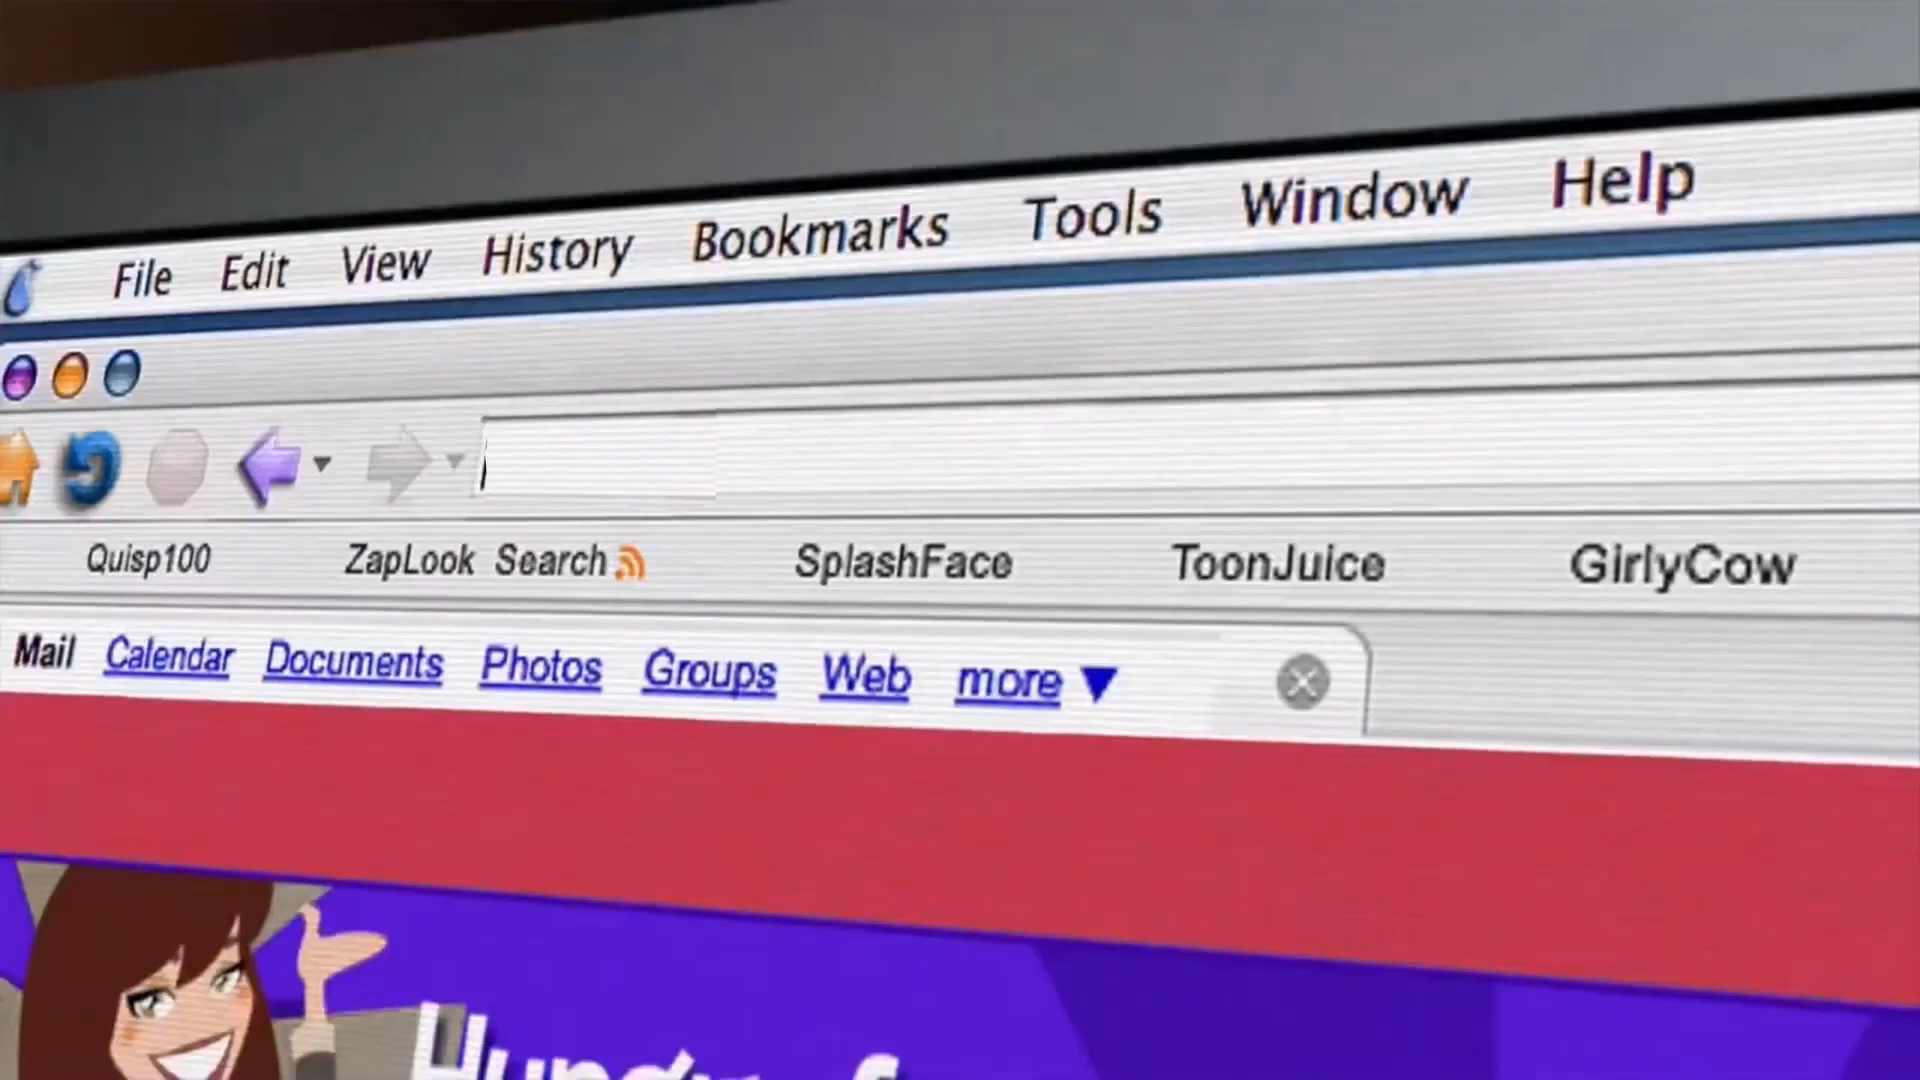 File Edit View History Bookmarks Tools Window Help
Quisp100 ZapLook Search SplashFace ToonJuice GirlyCow
Mail Calendar Documents Photos Groups Web more
Hungry f